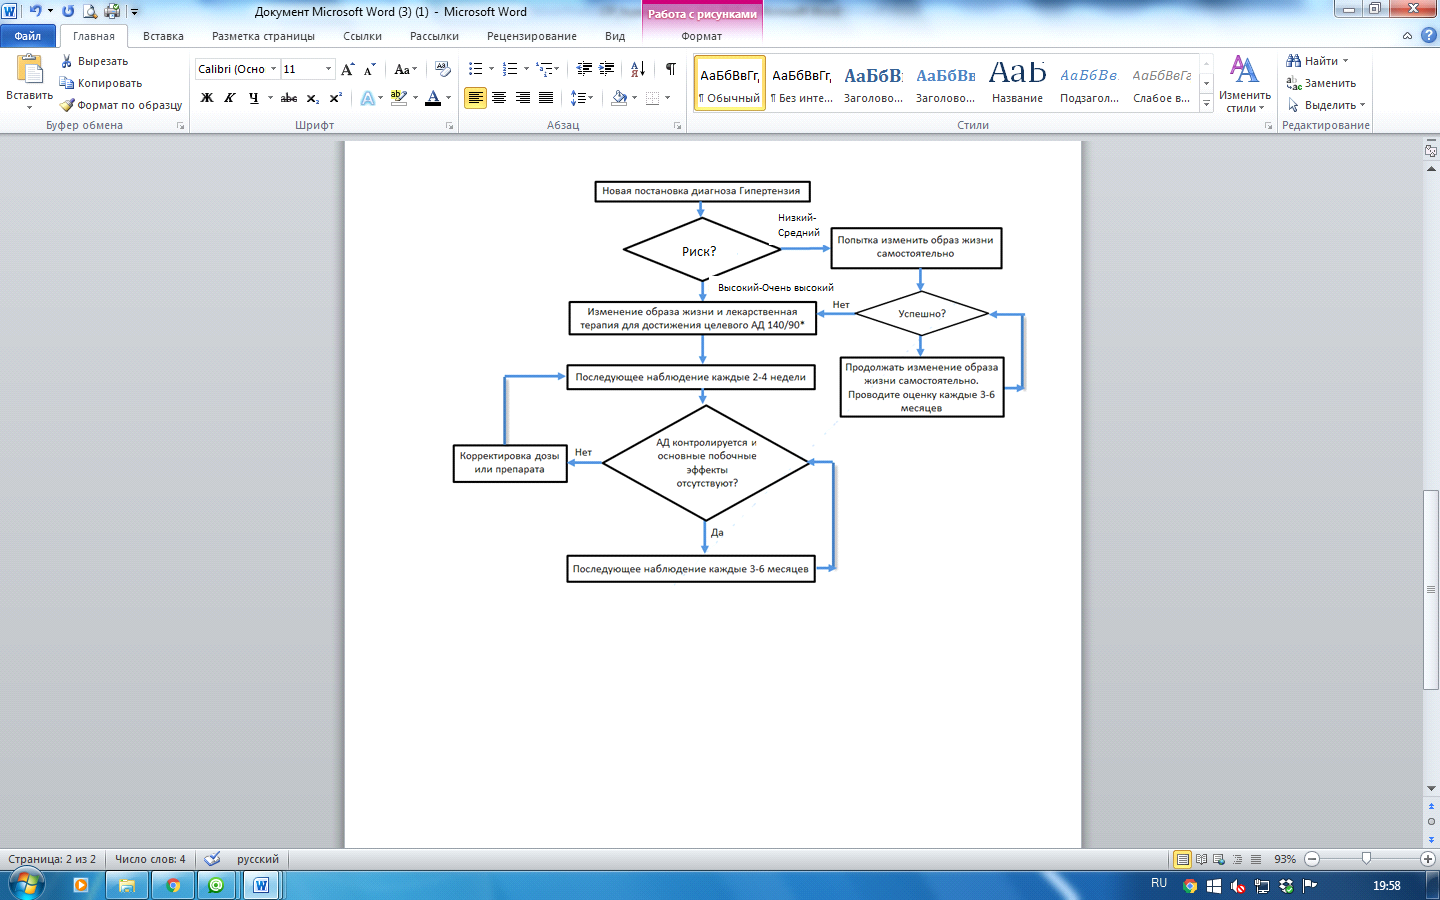 Документ Microsoft Word (3) (1) - Microsoft Word
Работа с рисунками
Файл
Главная
Вставка
Разметка страницы
Ссылки
Рассылки
Рецензирование
Вид
Формат
Вставить
Вырезать
Копировать
Формат по образцу
Буфер обмена
Calibri (Осно
11
Ж К Ч abc x₂ x²
Шрифт
Абзац
АаБбВвГг,
¶ Обычный
АаБбВвГг,
¶ Без инте...
АаБбВ
Заголово...
АаБбВв
Заголово...
АаБ
Название
АаБбВв.
Подзагол...
АаБбВвГг
Слабое в...
Стили
Изменить
стили
Найти
Заменить
Выделить
Редактирование
Новая постановка диагноза Гипертензия
Риск?
Низкий-
Средний
Попытка изменить образ жизни
самостоятельно
Высокий-Очень высокий
Изменение образа жизни и лекарственная
терапия для достижения целевого АД 140/90*
Нет
Успешно?
Продолжать изменение образа
жизни самостоятельно.
Проводите оценку каждые 3-6
месяцев
Последующее наблюдение каждые 2-4 недели
АД контролируется и
основные побочные
эффекты
отсутствуют?
Нет
Корректировка дозы
или препарата
Да
Последующее наблюдение каждые 3-6 месяцев
Страница: 2 из 2
Число слов: 4
русский
93%
RU
19:58